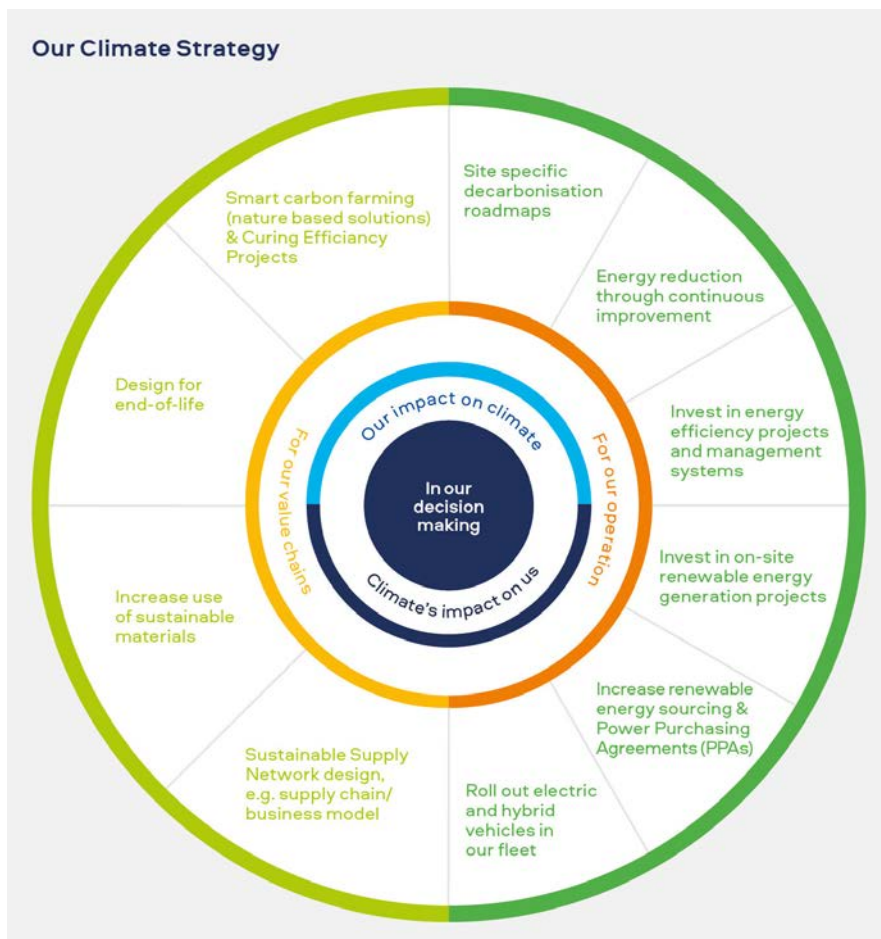 Our Climate Strategy
Smart carbon farming
(nature based solutions)
& Curing Efficiancy
Projects
Design for
end-of-life
Increase use
of sustainable
materials
Sustainable Supply
Network design,
e.g. supply chain/
business model
Site specific
decarbonisation
roadmaps
Energy reduction
through continuous
improvement
Invest in energy
efficiency projects
and management
systems
Invest in on-site
renewable energy
generation projects
Increase renewable
energy sourcing &
Power Purchasing
Agreements (PPAs)
Roll out electric
and hybrid
vehicles in
our fleet
For our value chains
For our operation
Our impact on climate
In our
decision
making
Climate's impact on us